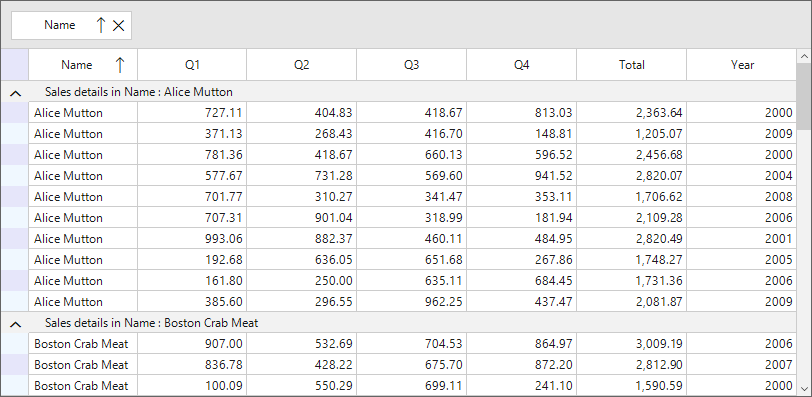 Name
Name Q1 Q2 Q3 Q4 Total Year
Sales details in Name : Alice Mutton
Alice Mutton 727.11 404.83 418.67 813.03 2,363.64 2000
Alice Mutton 371.13 268.43 416.70 148.81 1,205.07 2009
Alice Mutton 781.36 418.67 660.13 596.52 2,456.68 2000
Alice Mutton 577.67 731.28 569.60 941.52 2,820.07 2004
Alice Mutton 701.77 310.27 341.47 353.11 1,706.62 2008
Alice Mutton 707.31 901.04 318.99 181.94 2,109.28 2006
Alice Mutton 993.06 882.37 460.11 484.95 2,820.49 2001
Alice Mutton 192.68 636.05 651.68 267.86 1,748.27 2005
Alice Mutton 161.80 250.00 635.11 684.45 1,731.36 2006
Alice Mutton 385.60 296.55 962.25 437.47 2,081.87 2009
Sales details in Name : Boston Crab Meat
Boston Crab Meat 907.00 532.69 704.53 864.97 3,009.19 2006
Boston Crab Meat 836.78 428.22 675.70 872.20 2,812.90 2007
Boston Crab Meat 100.09 550.29 699.11 241.10 1,590.59 2000